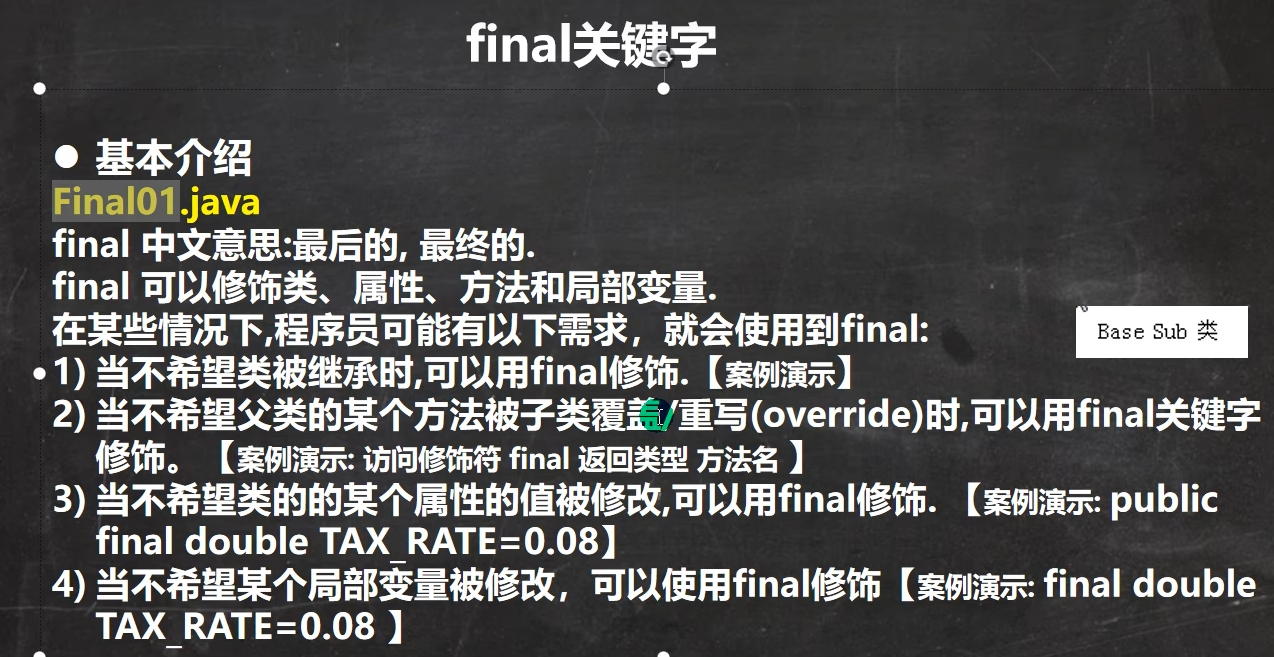 final关键字
● 基本介绍
Final01.java
final 中文意思:最后的, 最终的.
final 可以修饰类、属性、方法和局部变量.
在某些情况下,程序员可能有以下需求，就会使用到final:
Base Sub 类
1) 当不希望类被继承时,可以用final修饰.【案例演示】
2) 当不希望父类的某个方法被子类覆盖/重写(override)时,可以用final关键字
修饰。【案例演示: 访问修饰符 final 返回类型 方法名 】
3) 当不希望类的的某个属性的值被修改,可以用final修饰. 【案例演示: public
final double TAX_RATE=0.08】
4) 当不希望某个局部变量被修改，可以使用final修饰【案例演示: final double
TAX_RATE=0.08 】